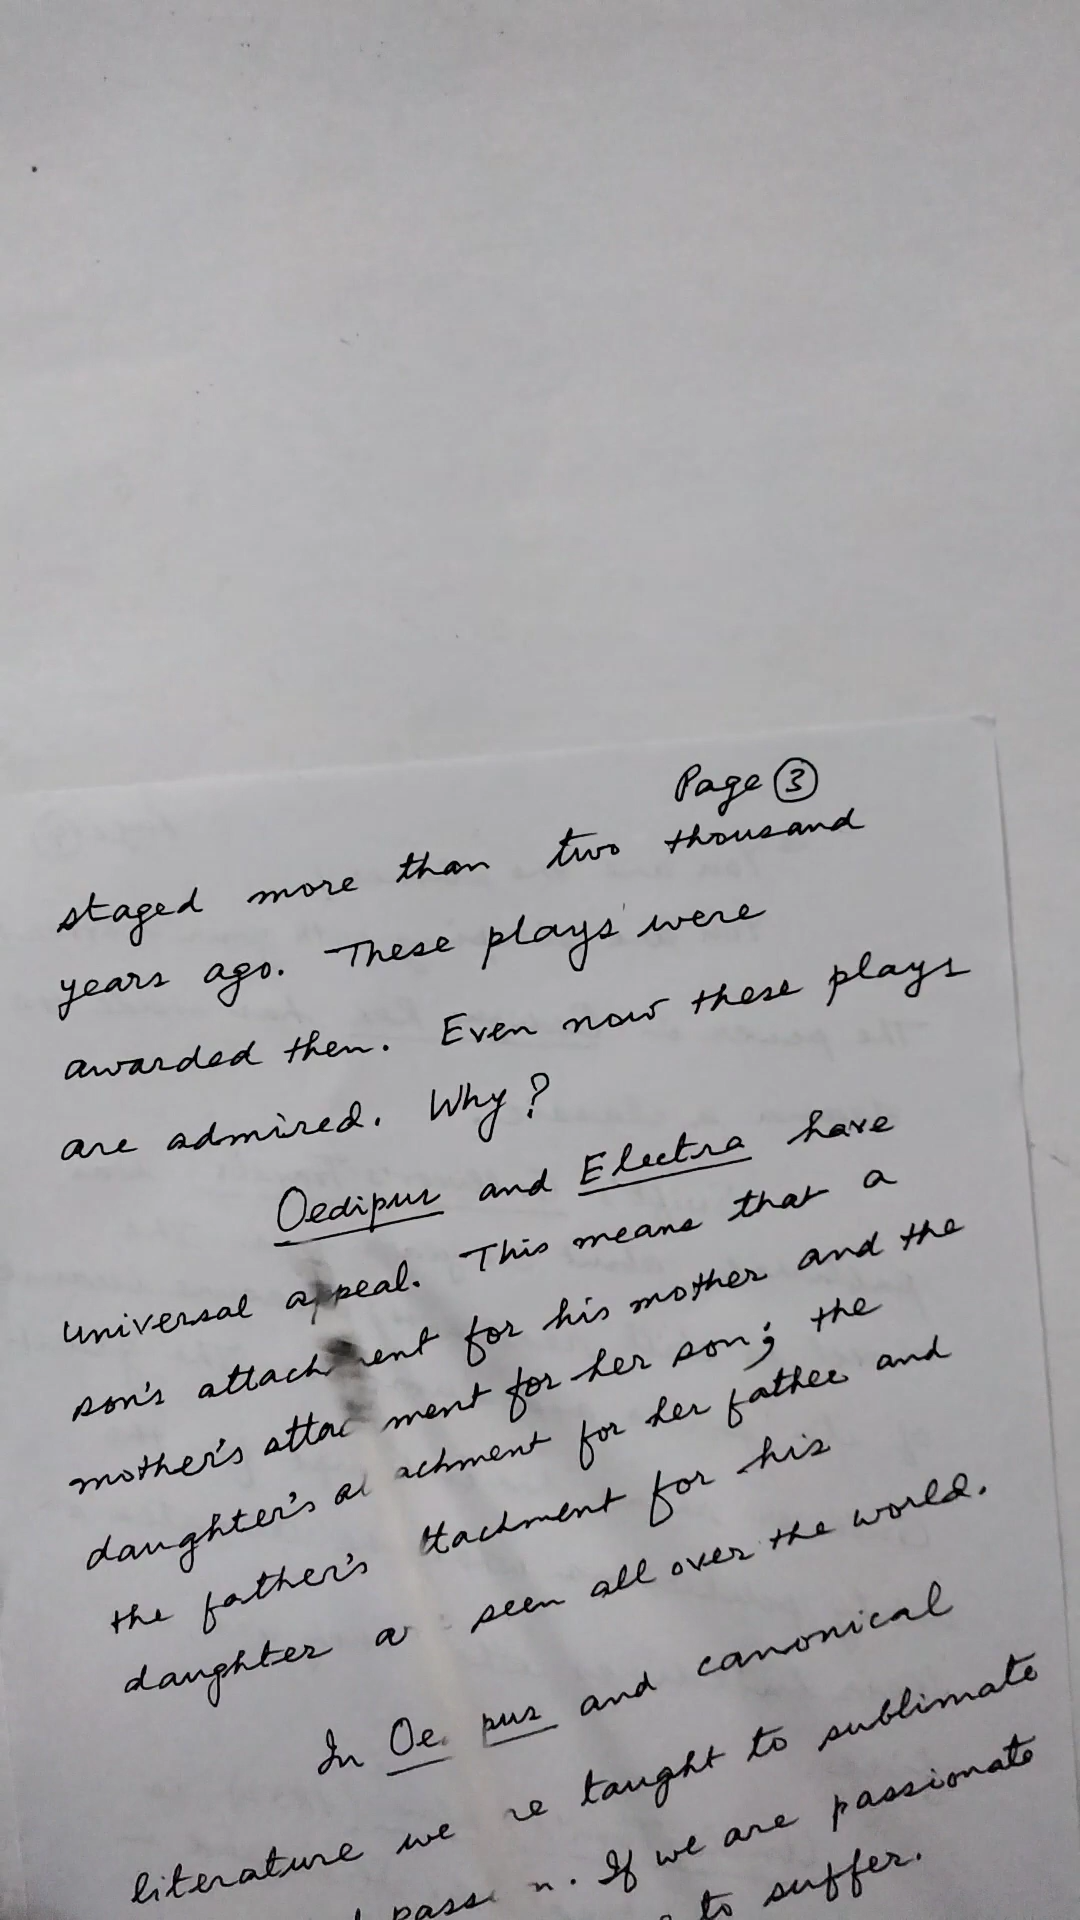 Page 3
staged more than two thousand
years ago. These plays were
awarded then. Even now these plays
are admired. Why?
Oedipus and Electra have
universal appeal. This means that a
son's attachment for his mother and the
mother's attachment for her son; the
daughter's attachment for her father and
the father's attachment for his
daughter a seen all over the world.
In Oedipus and canonical
literature we re taught to sublimate
passion. If we are passionate
to suffer.